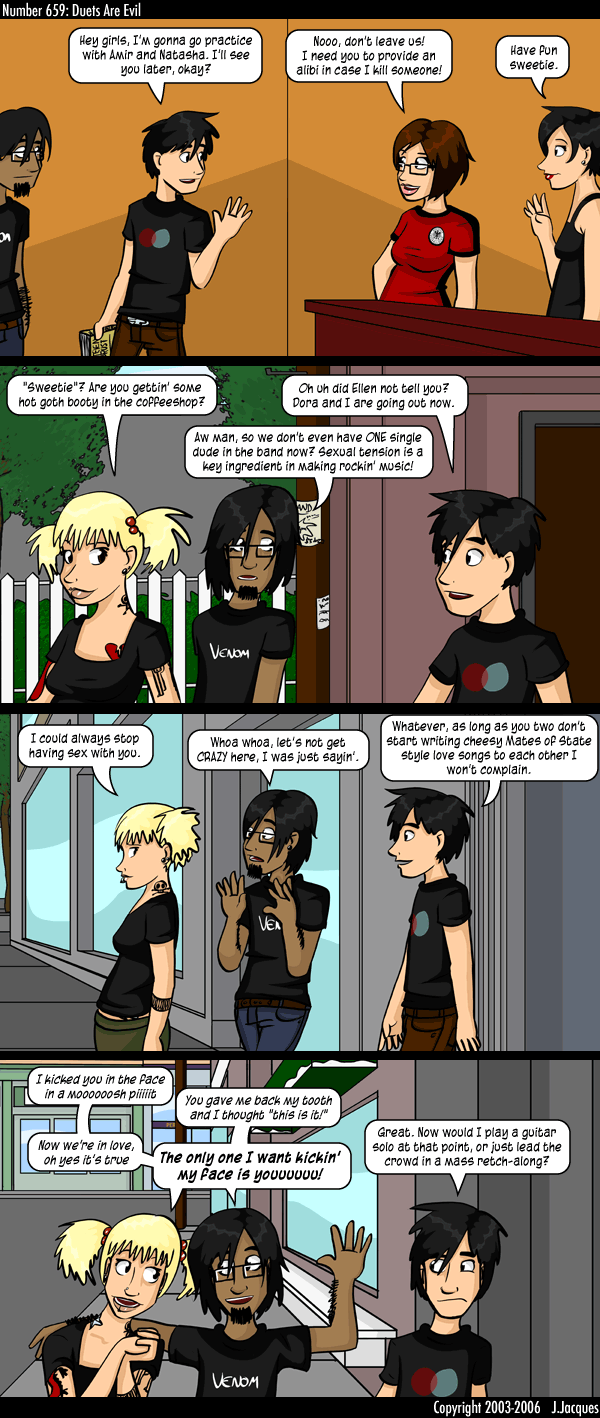 Number 659: Duets Are Evil
Hey girls, I'm gonna go practice
with Amir and Natasha. I'll see
you later, okay?
Nooo, don't leave us!
I need you to provide an
alibi in case I kill someone!
Have fun
sweetie.
"Sweetie"? Are you gettin' some
hot goth booty in the coffeeshop?
Oh uh did Ellen not tell you?
Dora and I are going out now.
Aw man, so we don't even have ONE single
dude in the band now? Sexual tension is a
key ingredient in making rockin' music!
VENOM
I could always stop
having sex with you.
Whoa whoa, let's not get
CRAZY here, I was just sayin'.
Whatever, as long as you two don't
start writing cheesy Mates of State
style love songs to each other I
won't complain.
VEN
I kicked you in the face
in a moooooosh piiiiit
You gave me back my tooth
and I thought "this is it!"
Now we're in love,
oh yes it's true
The only one I want kickin'
my face is youuuuuu!
Great. Now would I play a guitar
solo at that point, or just lead the
crowd in a mass retch-along?
VENOM
Copyright 2003-2006 J.Jacques